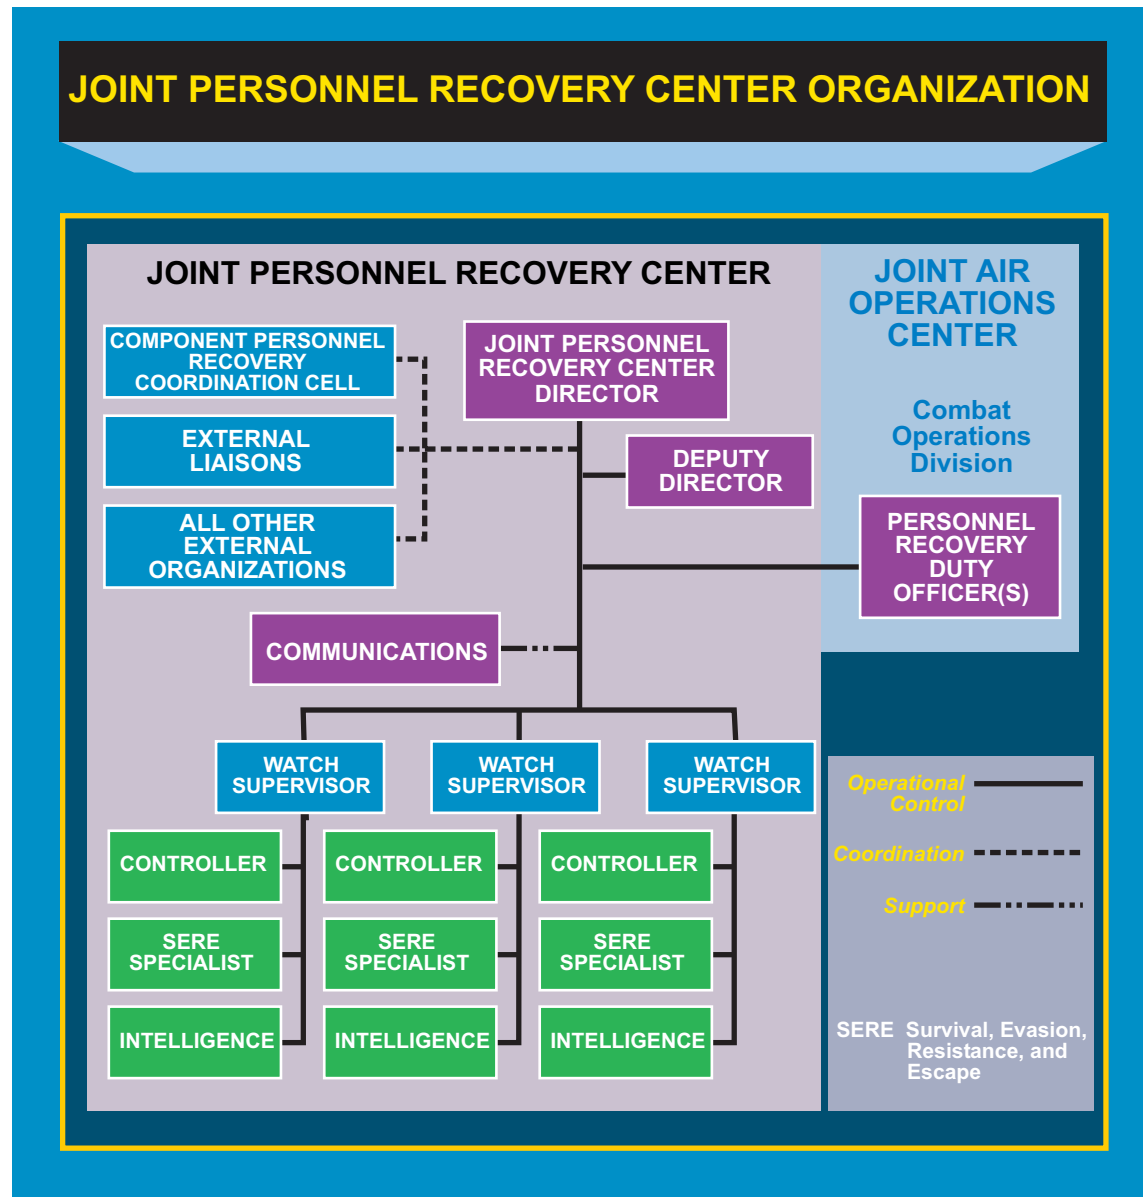 JOINT PERSONNEL RECOVERY CENTER ORGANIZATION
JOINT PERSONNEL RECOVERY CENTER
JOINT AIR
OPERATIONS
CENTER
COMPONENT PERSONNEL
RECOVERY
COORDINATION CELL
JOINT PERSONNEL
RECOVERY CENTER
DIRECTOR
Combat
Operations
Division
EXTERNAL
LIAISONS
DEPUTY
DIRECTOR
ALL OTHER
EXTERNAL
ORGANIZATIONS
PERSONNEL
RECOVERY
DUTY
OFFICER(S)
COMMUNICATIONS
WATCH
SUPERVISOR
WATCH
SUPERVISOR
WATCH
SUPERVISOR
CONTROLLER
CONTROLLER
CONTROLLER
SERE
SPECIALIST
SERE
SPECIALIST
SERE
SPECIALIST
INTELLIGENCE
INTELLIGENCE
INTELLIGENCE
Operational
Control
Coordination
Support
SERE Survival, Evasion,
Resistance, and
Escape